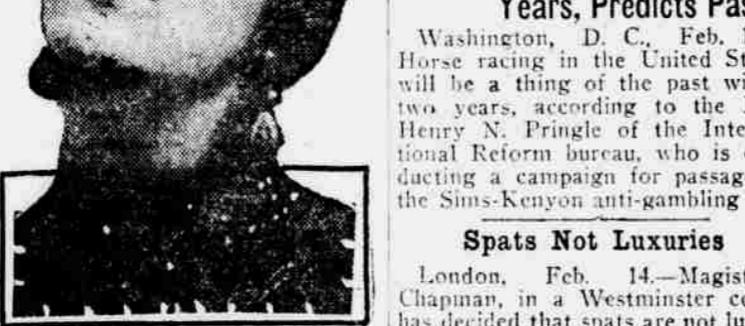 Years, Predicts Pas
Washington, D. C., Feb.
Horse racing in the United St
will be a thing of the past wi
two years, according to the
Henry N. Pringle of the Inte
tional Reform bureau, who is
ducting a campaign for passag
the Sims-Kenyon anti-gambling
Spats Not Luxuries
London, Feb. 14.—Magist
Chapman, in a Westminster co
has decided that spats are not lu